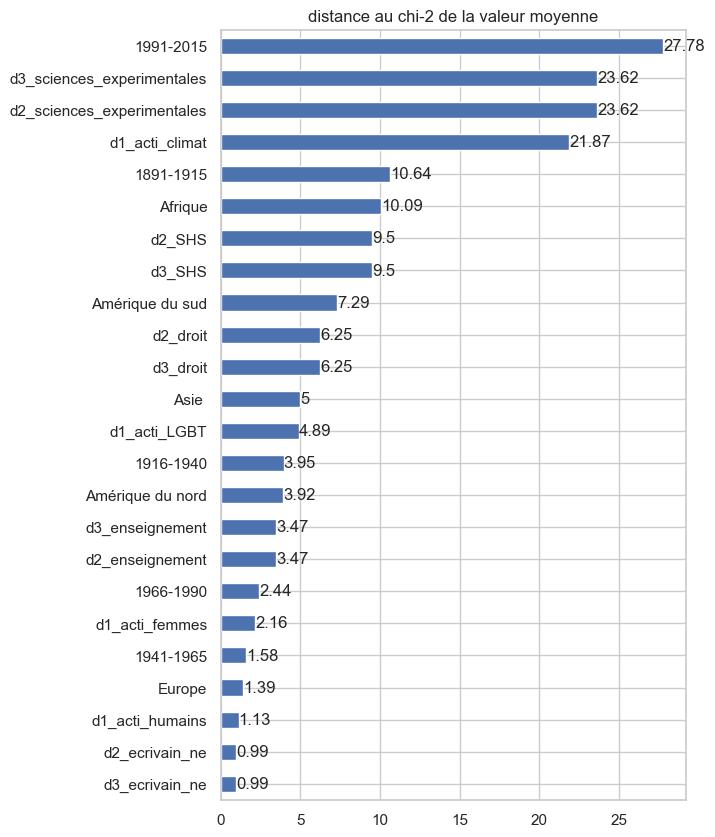 distance au chi-2 de la valeur moyenne
1991-2015 27.78
d3_sciences_experimentales 23.62
d2_sciences_experimentales 23.62
d1_acti_climat 21.87
1891-1915 10.64
Afrique 10.09
d2_SHS 9.5
d3_SHS 9.5
Amérique du sud 7.29
d2_droit 6.25
d3_droit 6.25
Asie 5
d1_acti_LGBT 4.89
1916-1940 3.95
Amérique du nord 3.92
d3_enseignement 3.47
d2_enseignement 3.47
1966-1990 2.44
d1_acti_femmes 2.16
1941-1965 1.58
Europe 1.39
d1_acti_humains 1.13
d2_ecrivain_ne 0.99
d3_ecrivain_ne 0.99
0 5 10 15 20 25